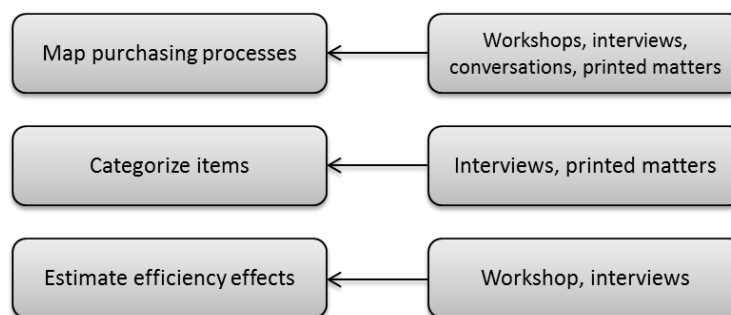 Map purchasing processes
Workshops, interviews,
conversations, printed matters
Categorize items
Interviews, printed matters
Estimate efficiency effects
Workshop, interviews